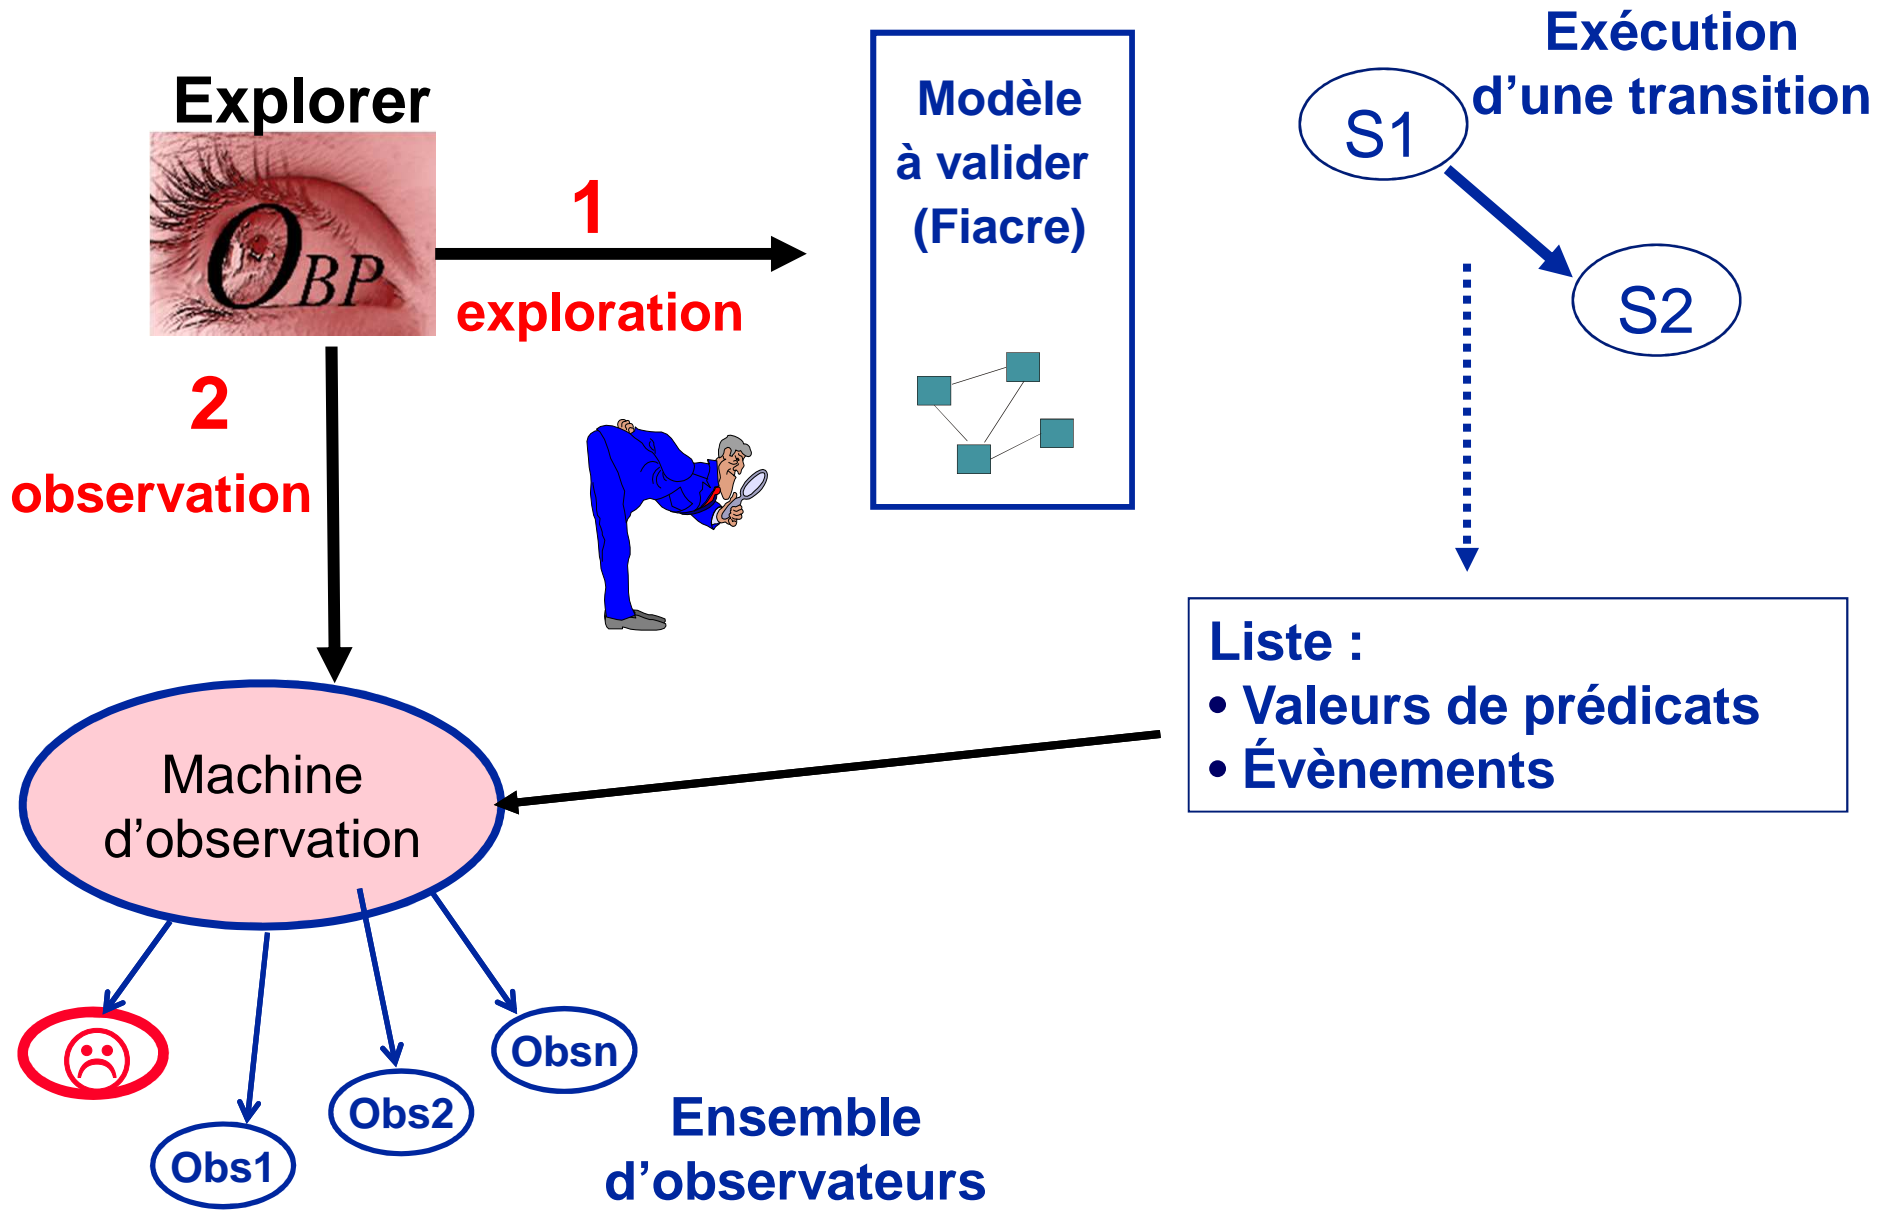 Explorer
OBP
1
exploration
2
observation
Modèle
à valider
(Fiacre)
Exécution
d’une transition
S1
S2
Liste :
• Valeurs de prédicats
• Évènements
Machine
d’observation
Obs1
Obs2
Obsn
Ensemble
d’observateurs